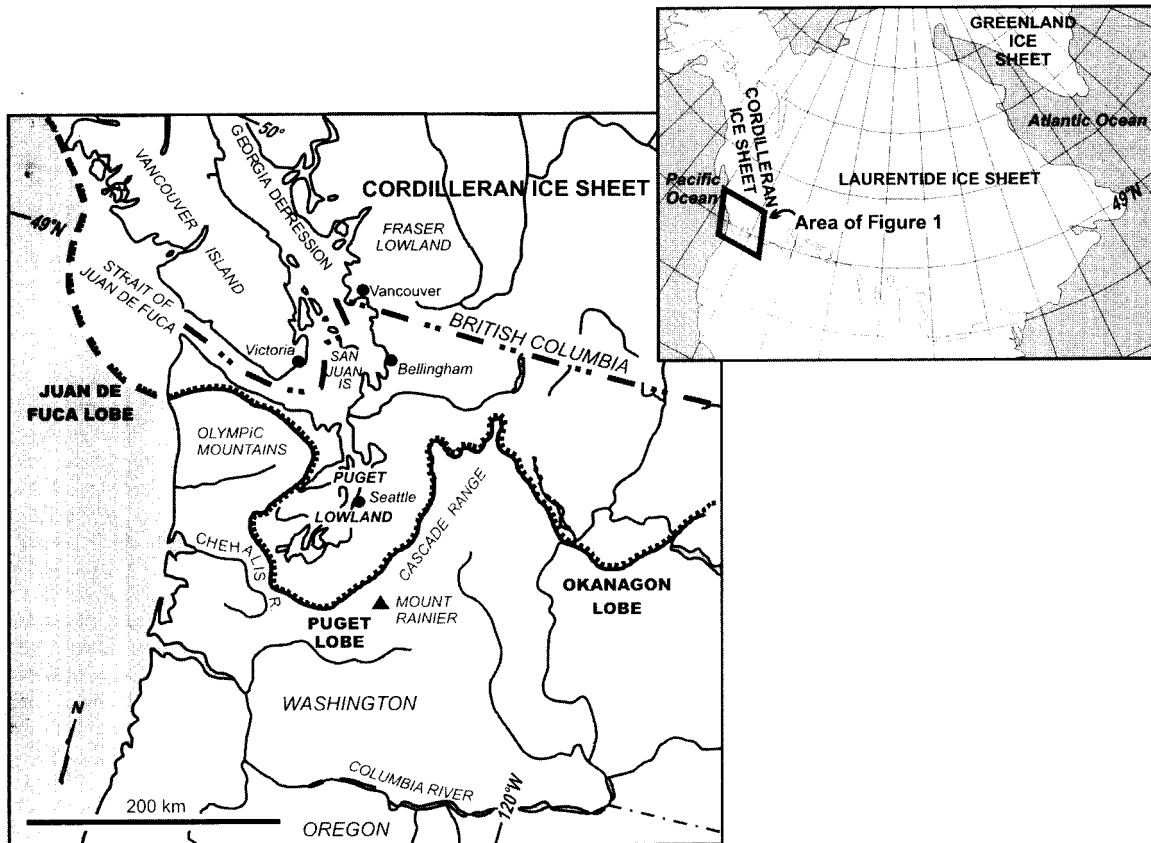 GREENLAND
ICE
SHEET
CORDILLERAN
ICE SHEET
Atlantic Ocean
Pacific
Ocean
LAURENTIDE ICE SHEET
49°N
Area of Figure 1
50°
VANCOUVER
ISLAND
GEORGIA DEPRESSION
CORDILLERAN ICE SHEET
49°N
FRASER
LOWLAND
STRAIT OF
JUAN DE FUCA
Vancouver
BRITISH COLUMBIA
Victoria
SAN
JUAN
IS
Bellingham
JUAN DE
FUCA LOBE
OLYMPIC
MOUNTAINS
PUGET
LOWLAND
Seattle
CASCADE RANGE
CHEHALIS R.
OKANAGON
LOBE
MOUNT
RAINIER
PUGET
LOBE
WASHINGTON
N
COLUMBIA RIVER
120°W
200 km
OREGON